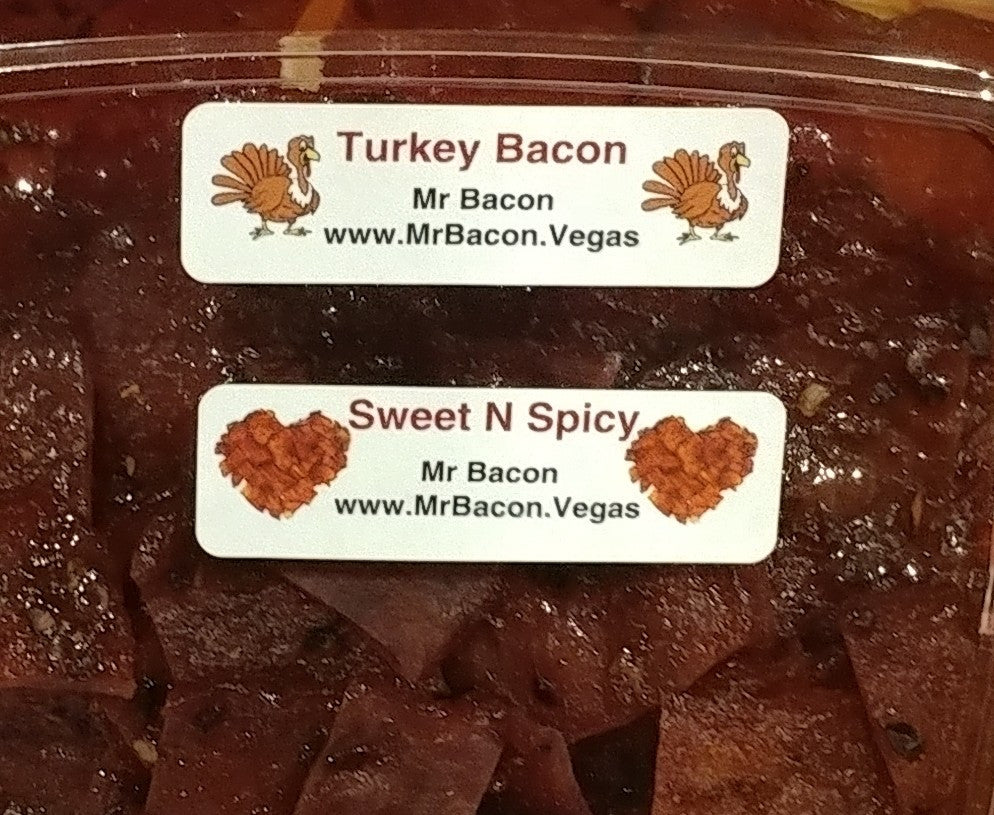 Turkey Bacon
Mr Bacon
www.MrBacon.Vegas
Sweet N Spicy
Mr Bacon
www.MrBacon.Vegas